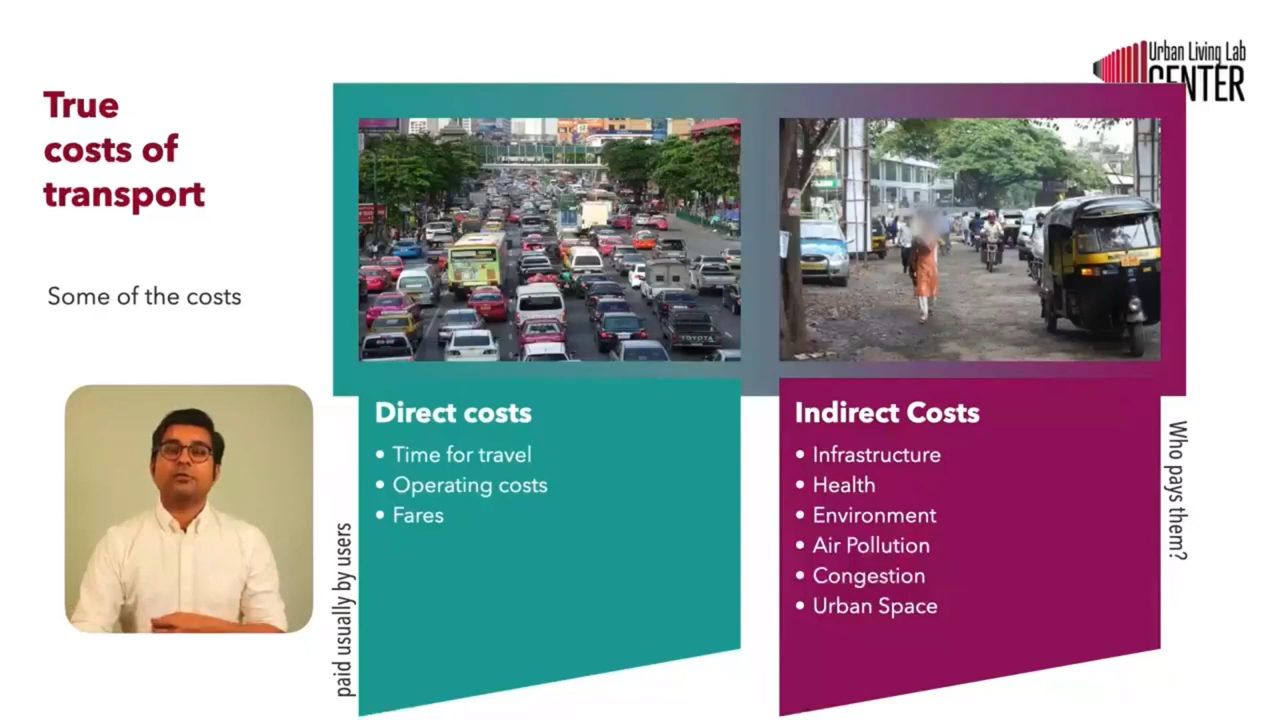 Urban Living Lab
CENTER
True
costs of
transport
Some of the costs
TOYOTA
Direct costs
• Time for travel
• Operating costs
• Fares
paid usually by users
Indirect Costs
• Infrastructure
• Health
• Environment
• Air Pollution
• Congestion
• Urban Space
Who pays them?